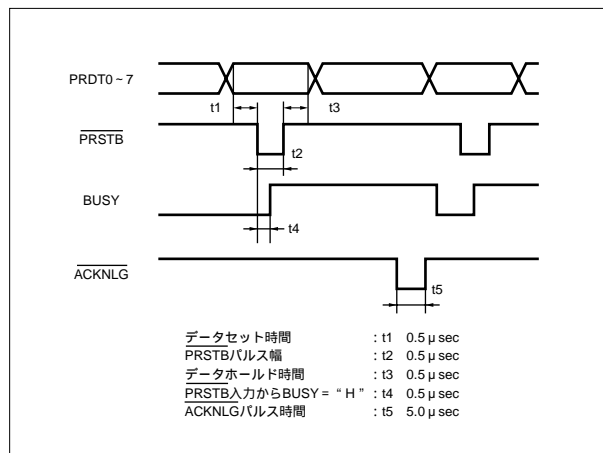 PRDT0～7
t1
t3
PRSTB
t2
BUSY
t4
ACKNLG
t5
データセット時間 : t1 0.5 μ sec
PRSTBパルス幅 : t2 0.5 μ sec
データホールド時間 : t3 0.5 μ sec
PRSTB入力からBUSY = “ H ” : t4 0.5 μ sec
ACKNLGパルス時間 : t5 5.0 μ sec